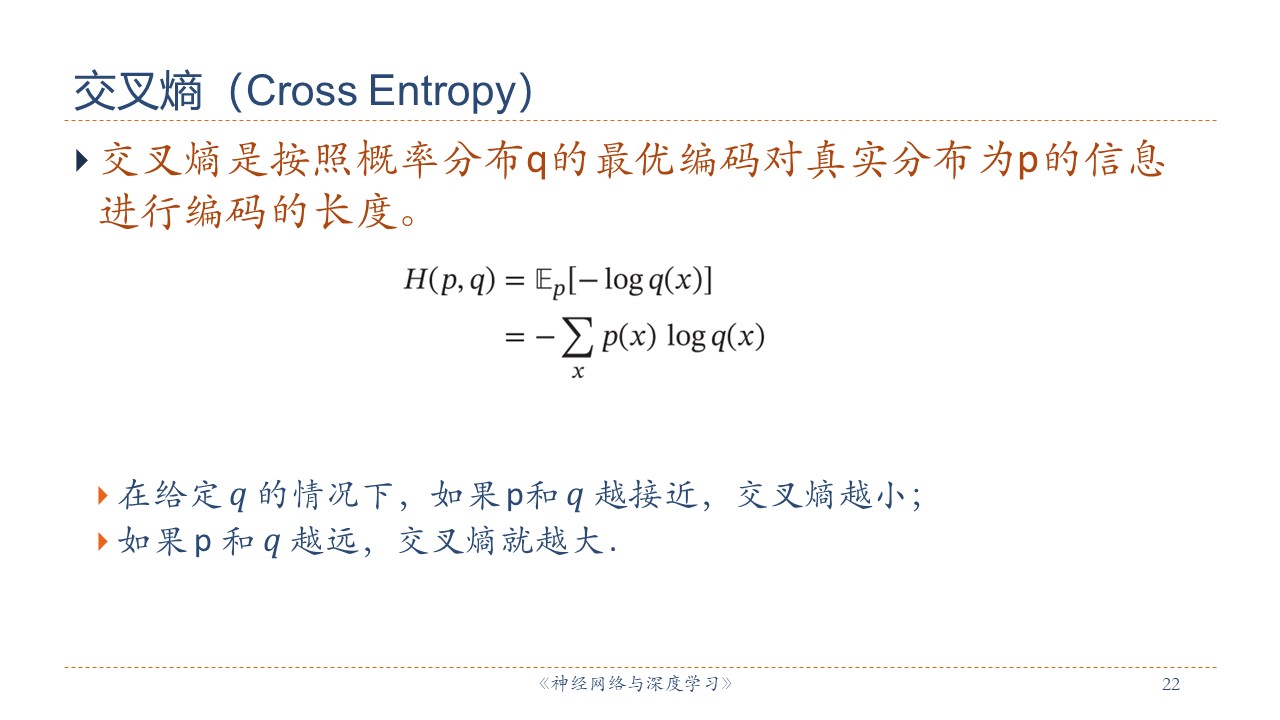 交叉熵（Cross Entropy）
交叉熵是按照概率分布q的最优编码对真实分布为p的信息
进行编码的长度。
H(p, q) = 𝔼ₚ[− log q(x)]
= − ∑ₓ p(x) log q(x)
在给定 q 的情况下，如果p和 q 越接近，交叉熵越小；
如果 p 和 q 越远，交叉熵就越大．
《神经网络与深度学习》
22